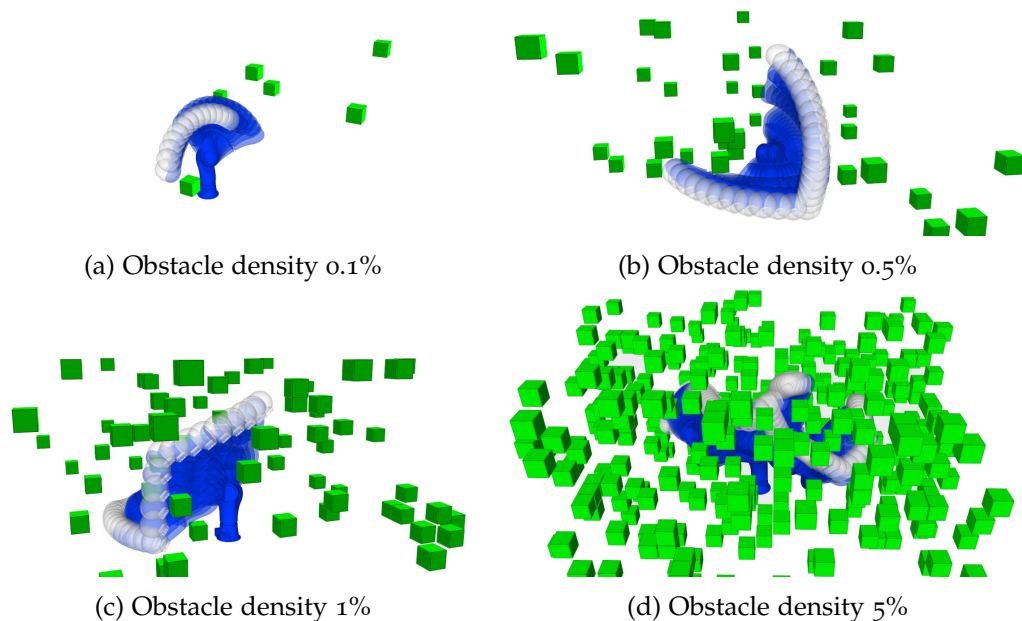 (a) Obstacle density 0.1%
(b) Obstacle density 0.5%
(c) Obstacle density 1%
(d) Obstacle density 5%